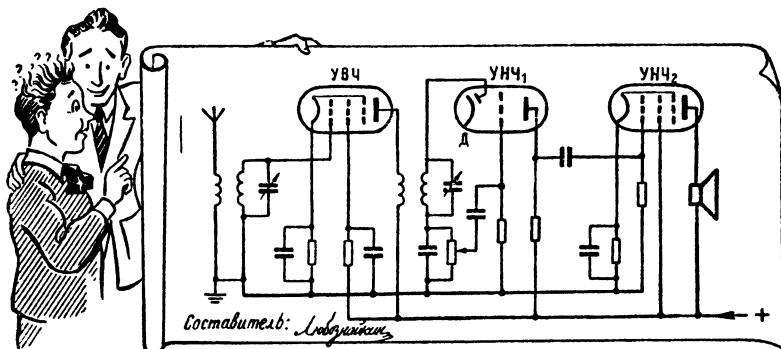 УВЧ
УНЧ₁
УНЧ₂
Д
+
Составитель: Любознайкин